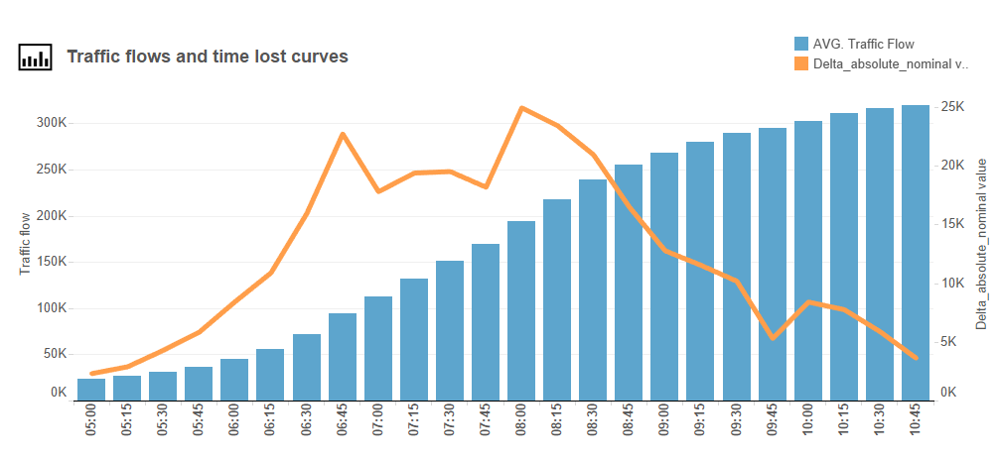 Traffic flows and time lost curves
AVG. Traffic Flow
Delta_absolute_nominal v..
Traffic flow
300K
250K
200K
150K
100K
50K
0K
25K
20K
15K
10K
5K
0K
Delta_absolute_nominal value
05:00
05:15
05:30
05:45
06:00
06:15
06:30
06:45
07:00
07:15
07:30
07:45
08:00
08:15
08:30
08:45
09:00
09:15
09:30
09:45
10:00
10:15
10:30
10:45